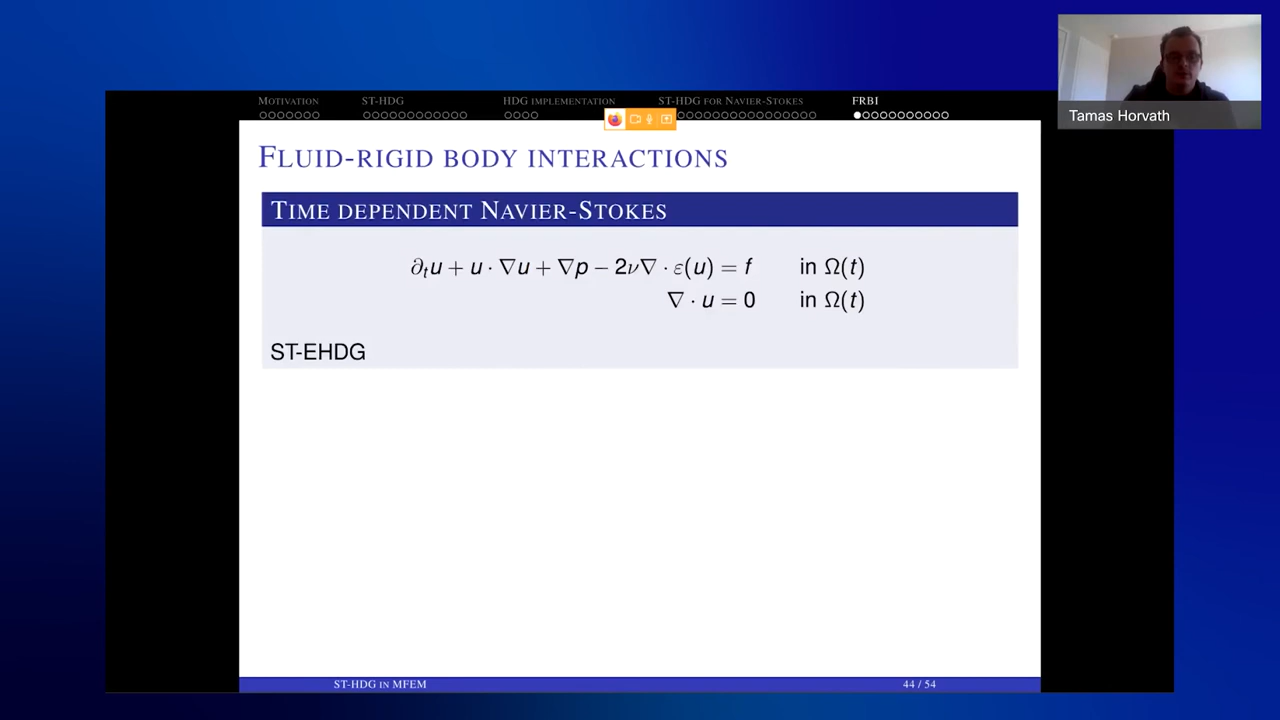 MOTIVATION ST-HDG HDG IMPLEMENTATION ST-HDG FOR NAVIER-STOKES FRBI
Tamas Horvath
FLUID-RIGID BODY INTERACTIONS
TIME DEPENDENT NAVIER-STOKES
∂ₜu + u · ∇u + ∇p − 2ν∇ · ε(u) = f in Ω(t)
∇ · u = 0 in Ω(t)
ST-EHDG
ST-HDG IN MFEM 44 / 54